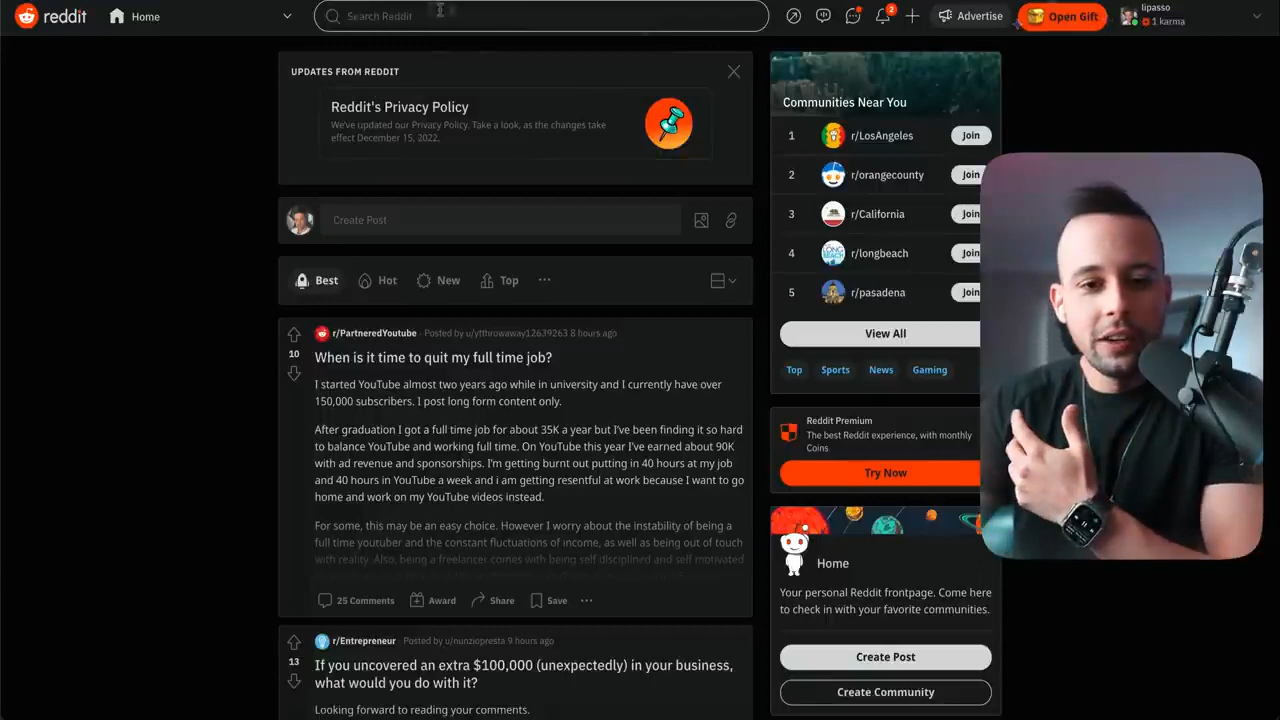 reddit
Home
Search Reddit
2
Advertise
Open Gift
lipasso
1 karma
UPDATES FROM REDDIT
Reddit's Privacy Policy
We've updated our Privacy Policy. Take a look, as the changes take
effect December 15, 2022.
Create Post
Best
Hot
New
Top
r/PartneredYoutube · Posted by u/ytthrowaway12639263 8 hours ago
10
When is it time to quit my full time job?
I started YouTube almost two years ago while in university and I currently have over
150,000 subscribers. I post long form content only.
After graduation I got a full time job for about 35K a year but I've been finding it so hard
to balance YouTube and working full time. On YouTube this year I've earned about 90K
with ad revenue and sponsorships. I'm getting burnt out putting in 40 hours at my job
and 40 hours in YouTube a week and i am getting resentful at work because I want to go
home and work on my YouTube videos instead.
For some, this may be an easy choice. However I worry about the instability of being a
full time youtuber and the constant fluctuations of income, as well as being out of touch
with reality. Also, being a freelancer comes with being self disciplined and self motivated
25 Comments
Award
Share
Save
r/Entrepreneur · Posted by u/nunziopresta 9 hours ago
13
If you uncovered an extra $100,000 (unexpectedly) in your business,
what would you do with it?
Looking forward to reading your comments.
Communities Near You
1 r/LosAngeles Join
2 r/orangecounty Join
3 r/California Join
4 r/longbeach Join
5 r/pasadena Join
View All
Top
Sports
News
Gaming
Reddit Premium
The best Reddit experience, with monthly
Coins
Try Now
Home
Your personal Reddit frontpage. Come here
to check in with your favorite communities.
Create Post
Create Community